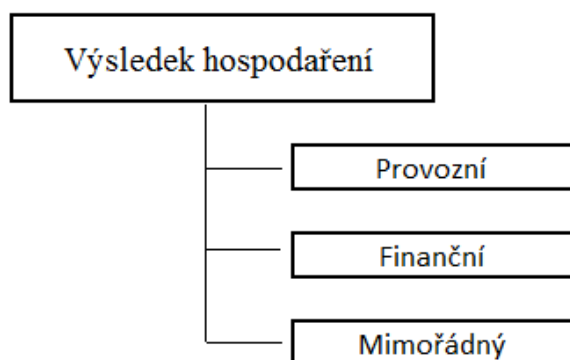 Výsledek hospodaření
Provozní
Finanční
Mimořádný